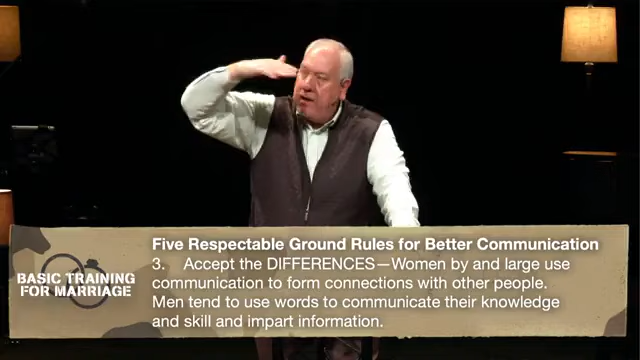 BASIC TRAINING
FOR MARRIAGE
Five Respectable Ground Rules for Better Communication
3. Accept the DIFFERENCES—Women by and large use
communication to form connections with other people.
Men tend to use words to communicate their knowledge
and skill and impart information.